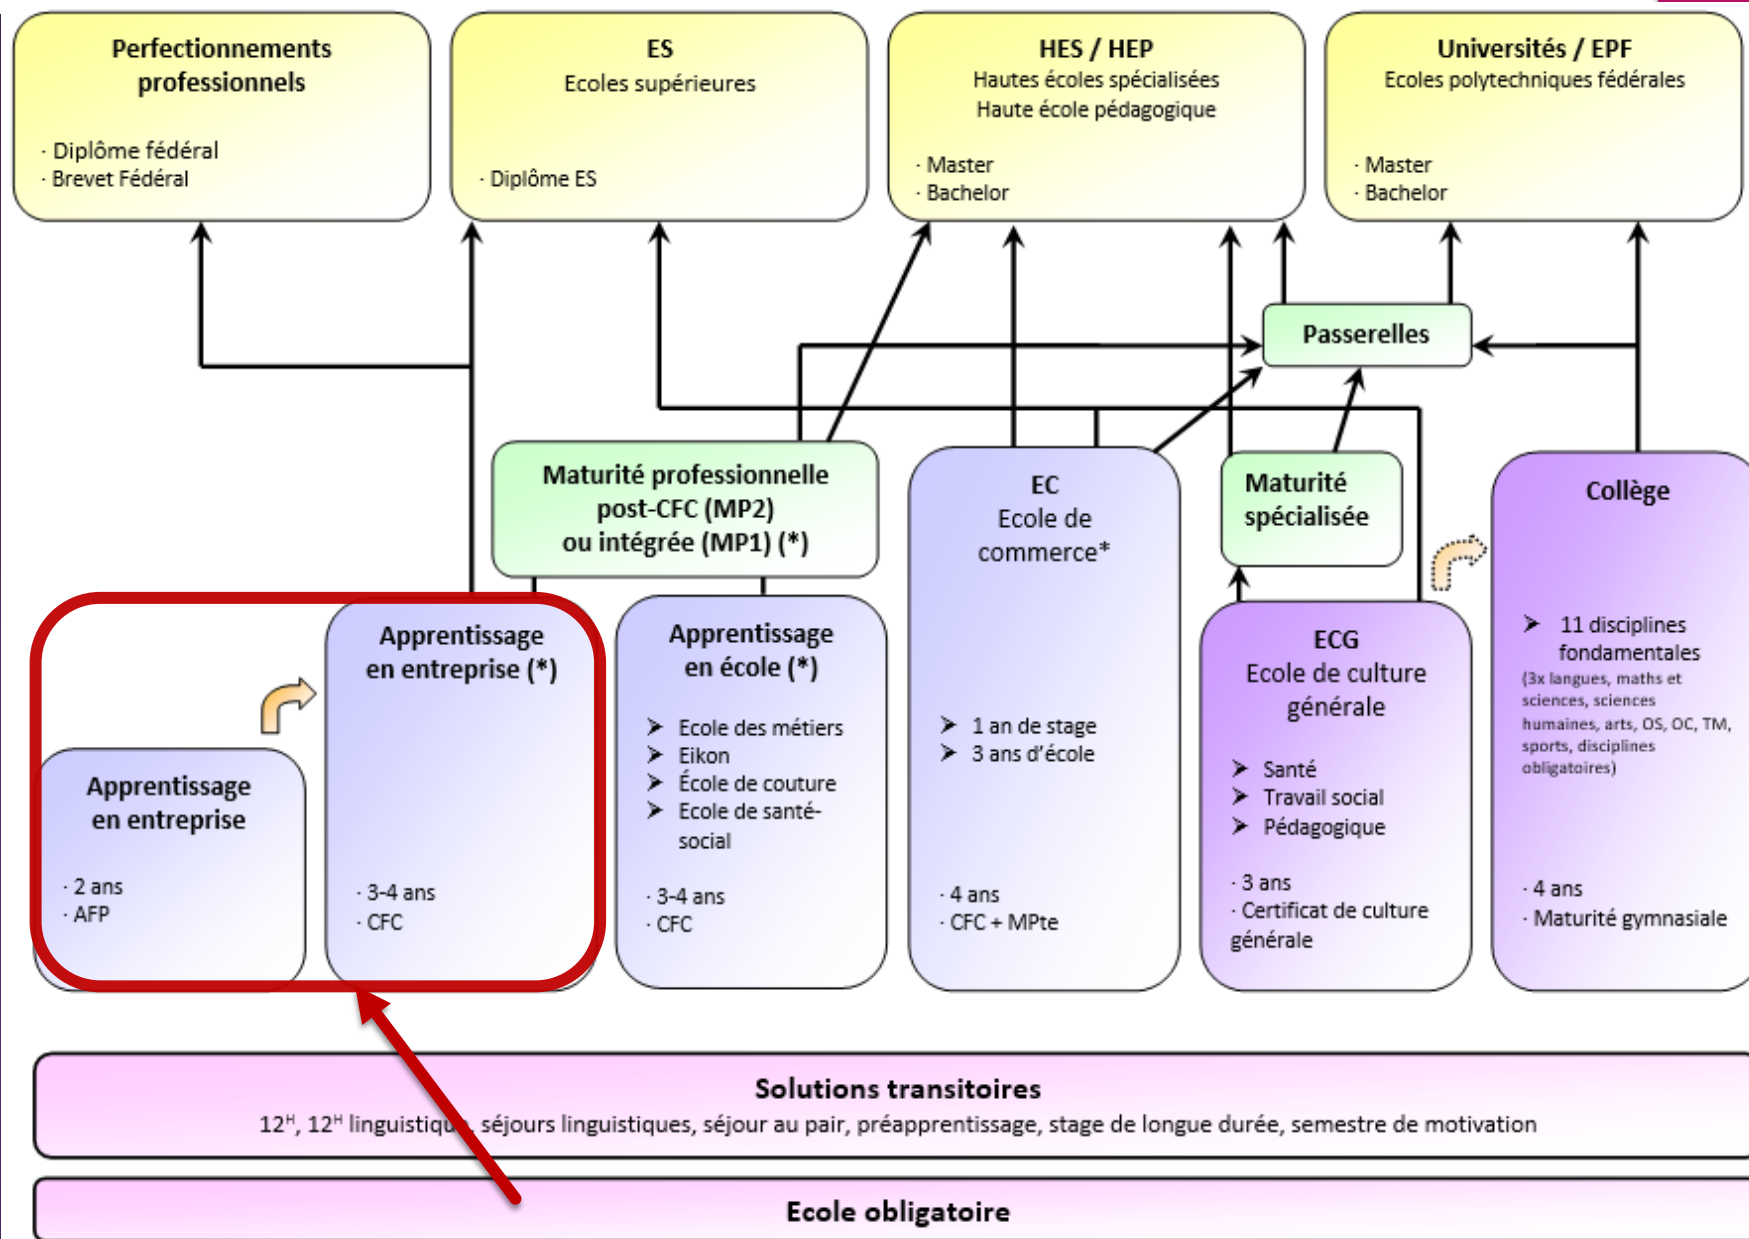 Perfectionnements
professionnels
· Diplôme fédéral
· Brevet Fédéral
ES
Ecoles supérieures
· Diplôme ES
HES / HEP
Hautes écoles spécialisées
Haute école pédagogique
· Master
· Bachelor
Universités / EPF
Ecoles polytechniques fédérales
· Master
· Bachelor
Passerelles
Maturité professionnelle
post-CFC (MP2)
ou intégrée (MP1) (*)
Maturité
spécialisée
Apprentissage
en entreprise
· 2 ans
· AFP
Apprentissage
en entreprise (*)
· 3-4 ans
· CFC
Apprentissage
en école (*)
➤ Ecole des métiers
➤ Eikon
➤ École de couture
➤ Ecole de santé-
social
· 3-4 ans
· CFC
EC
Ecole de
commerce*
➤ 1 an de stage
➤ 3 ans d'école
· 4 ans
· CFC + MPte
ECG
Ecole de culture
générale
➤ Santé
➤ Travail social
➤ Pédagogique
· 3 ans
· Certificat de culture
générale
Collège
➤ 11 disciplines
fondamentales
(3x langues, maths et
sciences, sciences
humaines, arts, OS, OC, TM,
sports, disciplines
obligatoires)
· 4 ans
· Maturité gymnasiale
Solutions transitoires
12ᴴ, 12ᴴ linguistique, séjours linguistiques, séjour au pair, préapprentissage, stage de longue durée, semestre de motivation
Ecole obligatoire